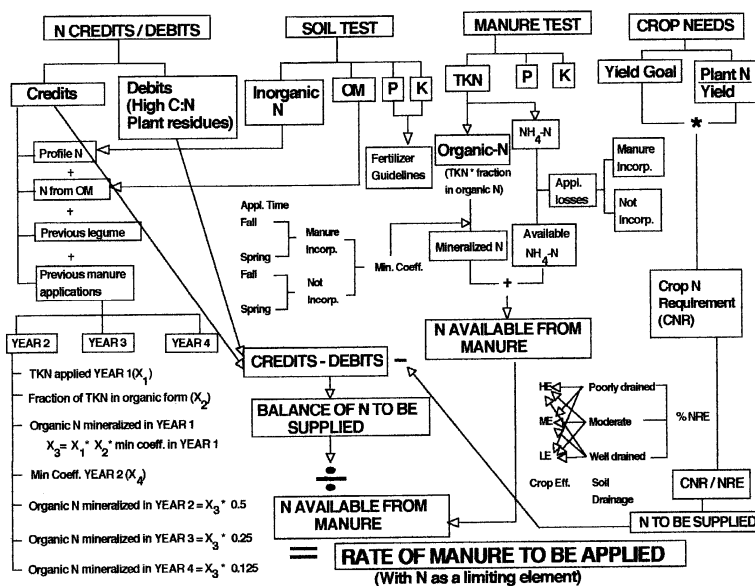 N CREDITS / DEBITS
SOIL TEST
MANURE TEST
CROP NEEDS
Credits
Debits
(High C:N
Plant residues)
Inorganic
N
OM
P
K
TKN
P
K
Yield Goal
Plant N
Yield
*
Profile N
+
N from OM
+
Previous legume
+
Previous manure
applications
Fertilizer
Guidelines
Organic-N
(TKN * fraction
in organic N)
NH4-N
Appl.
losses
Manure
Incorp.
Not
Incorp.
Appl. Time
Fall
Spring
Manure
Incorp.
Fall
Spring
Not
Incorp.
Min. Coeff.
Mineralized N
Available
NH4-N
+
Crop N
Requirement
(CNR)
YEAR 2
YEAR 3
YEAR 4
N AVAILABLE FROM
MANURE
CREDITS - DEBITS
–
TKN applied YEAR 1(X1)
Fraction of TKN in organic form (X2)
Organic N mineralized in YEAR 1
X3= X1* X2* min coeff. in YEAR 1
Min Coeff. YEAR 2 (X4)
Organic N mineralized in YEAR 2 = X3* 0.5
Organic N mineralized in YEAR 3 = X3* 0.25
Organic N mineralized in YEAR 4 = X3* 0.125
BALANCE OF N TO BE
SUPPLIED
÷
N AVAILABLE FROM
MANURE
HE
Poorly drained
ME
Moderate
% NRE
LE
Well drained
Crop Eff.
Soil
Drainage
CNR / NRE
N TO BE SUPPLIED
=
RATE OF MANURE TO BE APPLIED
(With N as a limiting element)